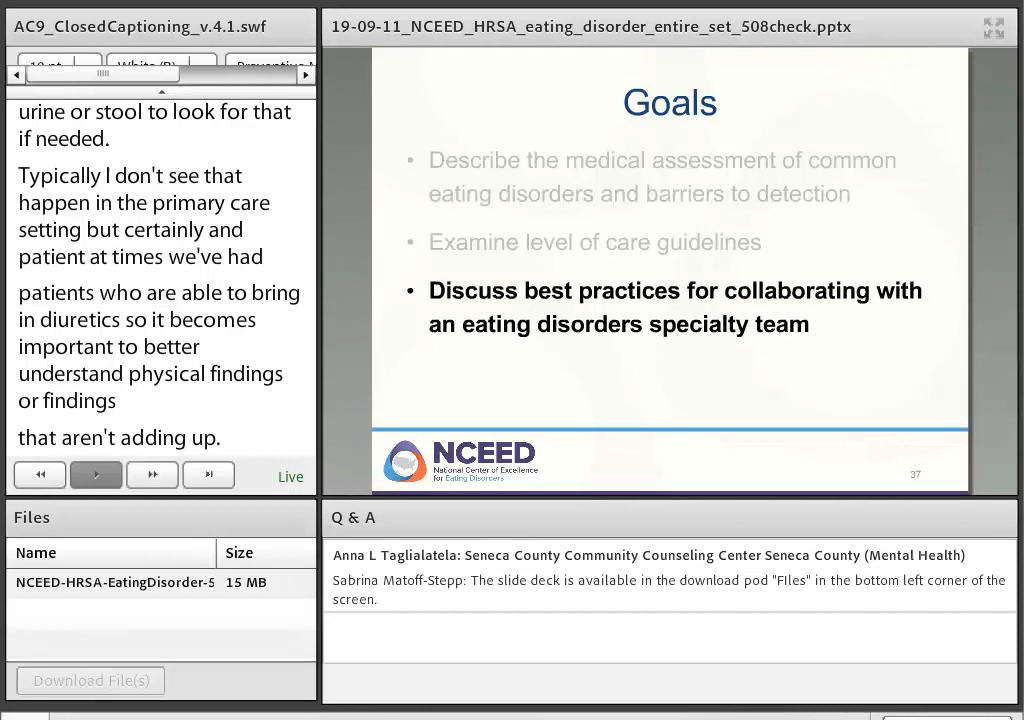 AC9_ClosedCaptioning_v.4.1.swf
urine or stool to look for that
if needed.
Typically I don't see that
happen in the primary care
setting but certainly and
patient at times we've had
patients who are able to bring
in diuretics so it becomes
important to better
understand physical findings
or findings
that aren't adding up.
Live
Files
Name Size
NCEED-HRSA-EatingDisorder-5 15 MB
Download File(s)
19-09-11_NCEED_HRSA_eating_disorder_entire_set_508check.pptx
Goals
• Describe the medical assessment of common
eating disorders and barriers to detection
• Examine level of care guidelines
• Discuss best practices for collaborating with
an eating disorders specialty team
NCEED
National Center of Excellence
for Eating Disorders
37
Q & A
Anna L Taglialatela: Seneca County Community Counseling Center Seneca County (Mental Health)
Sabrina Matoff-Stepp: The slide deck is available in the download pod "FIles" in the bottom left corner of the
screen.